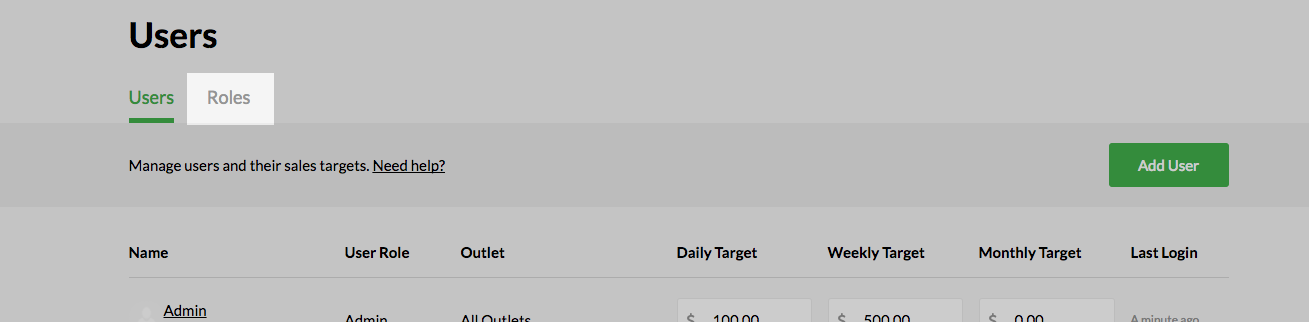 Users
Users Roles
Manage users and their sales targets. Need help? Add User
Name User Role Outlet Daily Target Weekly Target Monthly Target Last Login
Admin Admin All Outlets $ 100.00 $ 500.00 $ 0.00 A minute ago